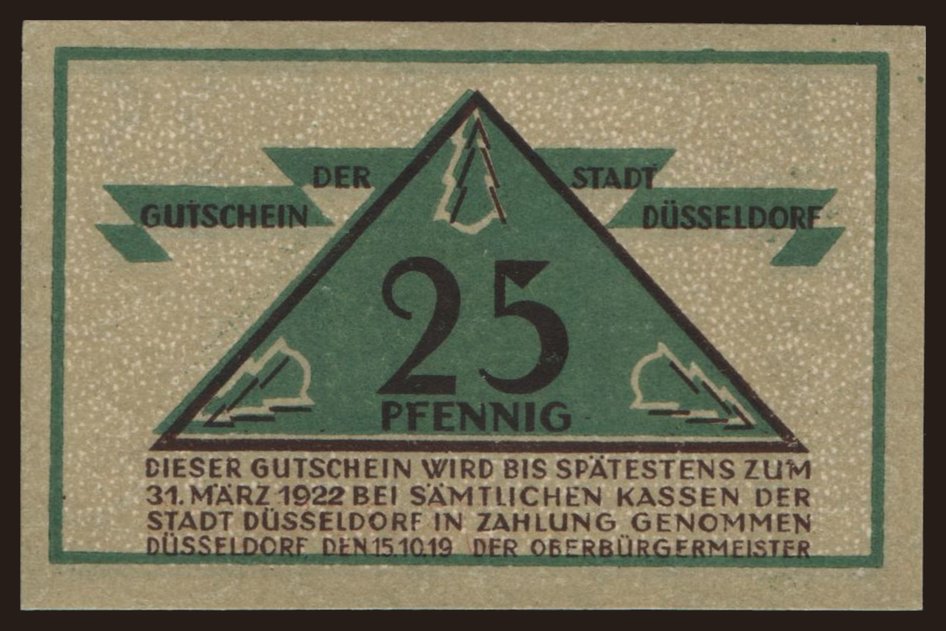 GUTSCHEIN DER STADT DÜSSELDORF
25
PFENNIG
DIESER GUTSCHEIN WIRD BIS SPÄTESTENS ZUM
31. MÄRZ 1922 BEI SÄMTLICHEN KASSEN DER
STADT DÜSSELDORF IN ZAHLUNG GENOMMEN
DÜSSELDORF, DEN 15.10.19 DER OBERBÜRGERMEISTER